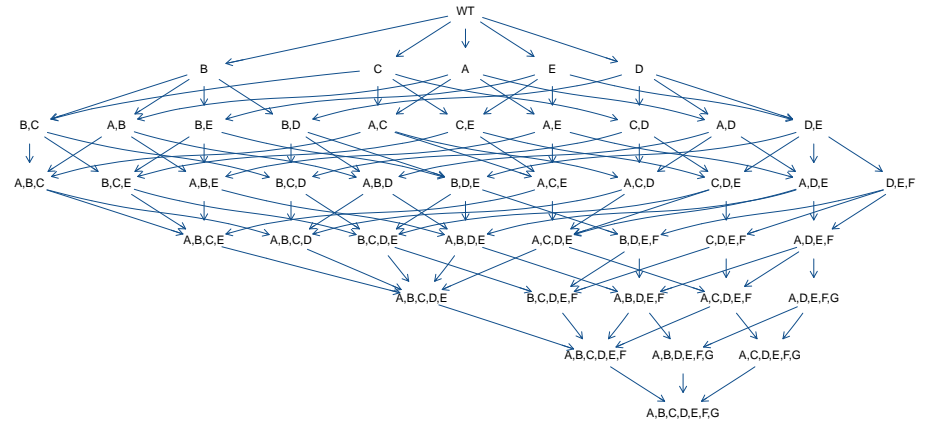 WT
B C A E D
B,C A,B B,E B,D A,C C,E A,E C,D A,D D,E
A,B,C B,C,E A,B,E B,C,D A,B,D B,D,E A,C,E A,C,D C,D,E A,D,E D,E,F
A,B,C,E A,B,C,D B,C,D,E A,B,D,E A,C,D,E B,D,E,F C,D,E,F A,D,E,F
A,B,C,D,E B,C,D,E,F A,B,D,E,F A,C,D,E,F A,D,E,F,G
A,B,C,D,E,F A,B,D,E,F,G A,C,D,E,F,G
A,B,C,D,E,F,G